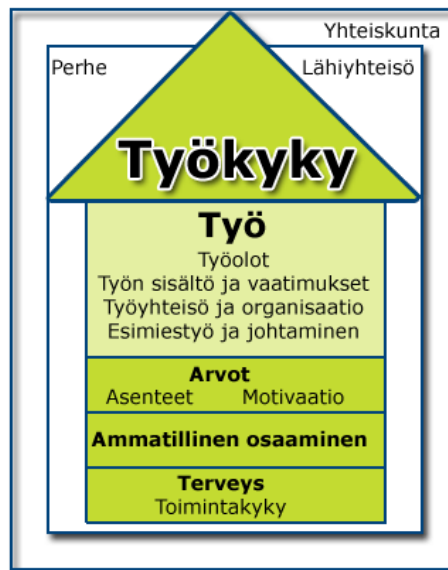 Yhteiskunta
Perhe
Lähiyhteisö
Työkyky
Työ
Työolot
Työn sisältö ja vaatimukset
Työyhteisö ja organisaatio
Esimiestyö ja johtaminen
Arvot
Asenteet Motivaatio
Ammatillinen osaaminen
Terveys
Toimintakyky